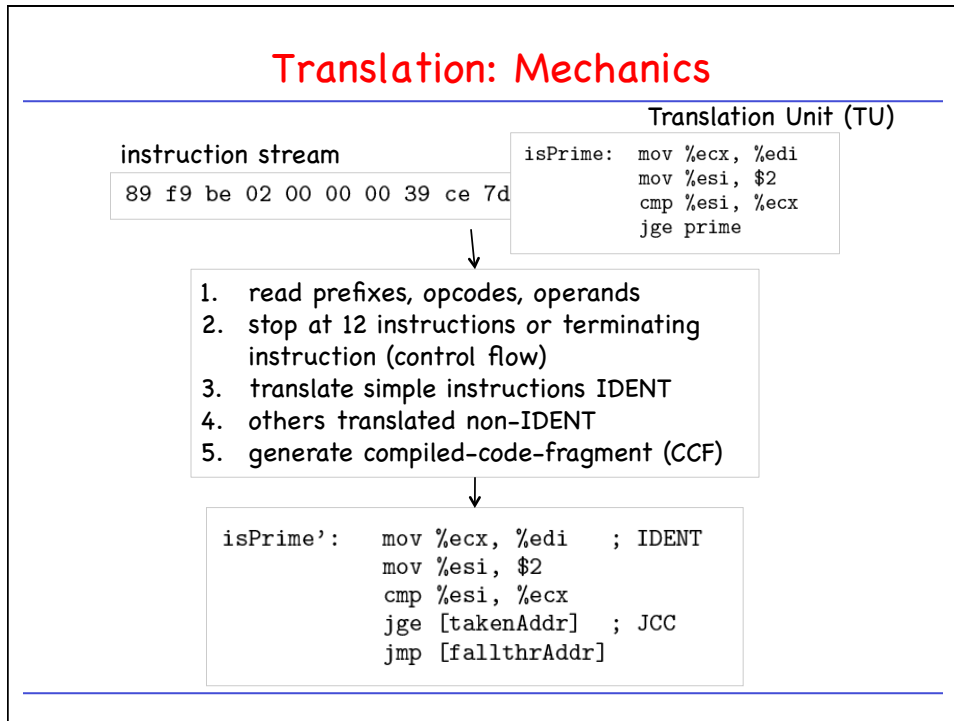 Translation: Mechanics
Translation Unit (TU)
instruction stream
89 f9 be 02 00 00 00 39 ce 7d
isPrime: mov %ecx, %edi
mov %esi, $2
cmp %esi, %ecx
jge prime
1. read prefixes, opcodes, operands
2. stop at 12 instructions or terminating
instruction (control flow)
3. translate simple instructions IDENT
4. others translated non-IDENT
5. generate compiled-code-fragment (CCF)
isPrime’: mov %ecx, %edi ; IDENT
mov %esi, $2
cmp %esi, %ecx
jge [takenAddr] ; JCC
jmp [fallthrAddr]